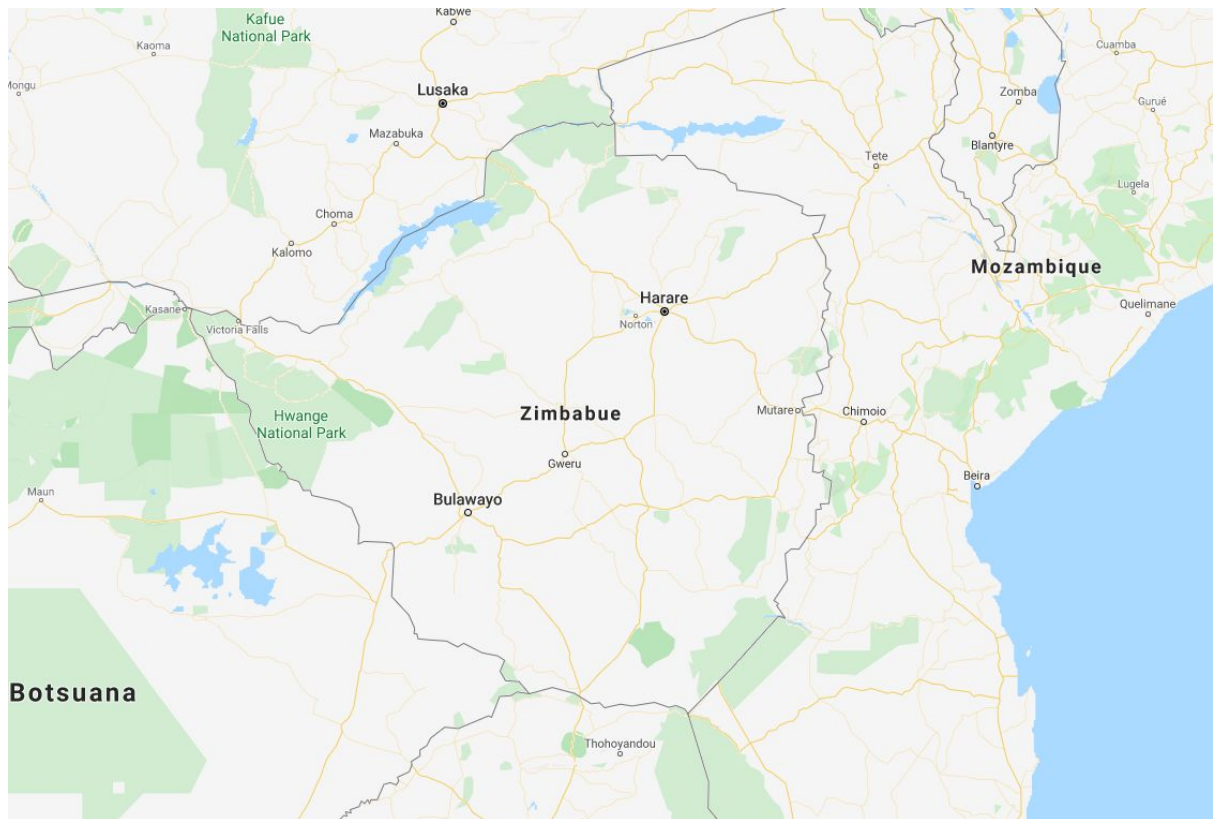 Kafue
National Park
Kabwe
Kaoma
Cuamba
Mongu
Lusaka
Zomba
Gurué
Mazabuka
Blantyre
Tete
Lugela
Choma
Kalomo
Mozambique
Kasane
Harare
Quelimane
Victoria Falls
Norton
Zimbabue
Mutare
Chimoio
Hwange
National Park
Gweru
Beira
Maun
Bulawayo
Botsuana
Thohoyandou